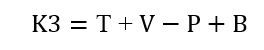 КЗ = Т + V − Р + В